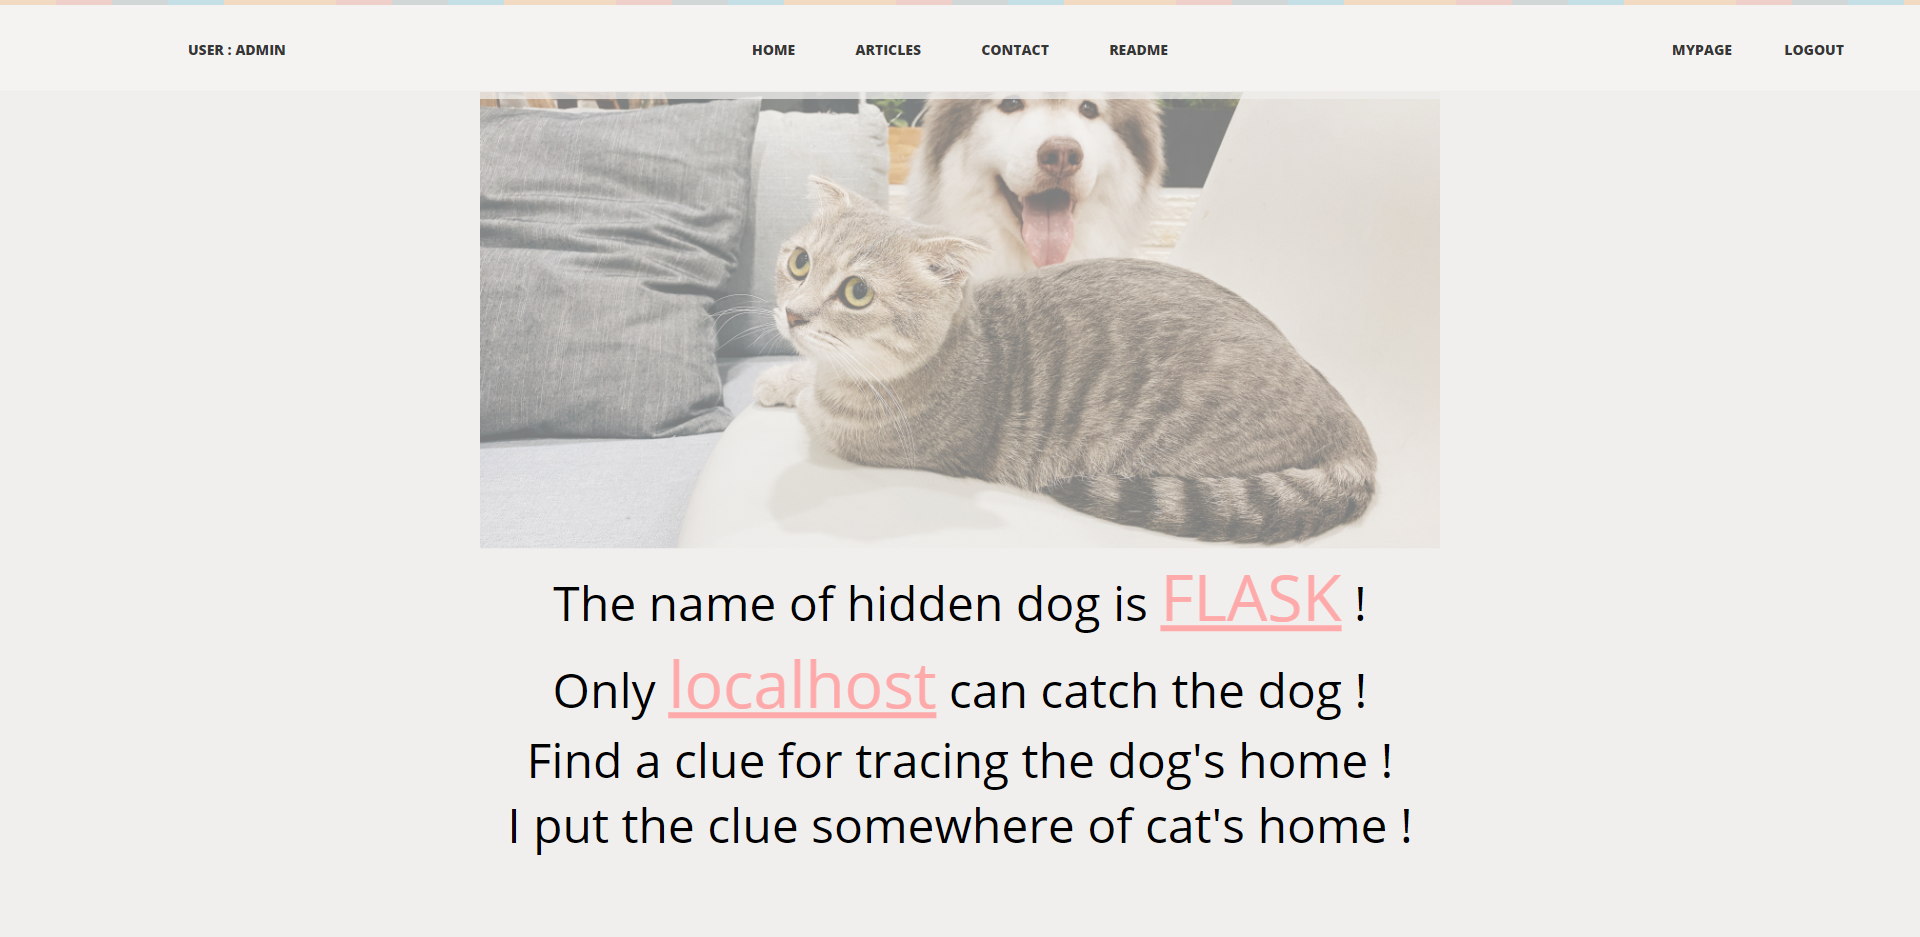 USER : ADMIN HOME ARTICLES CONTACT README MYPAGE LOGOUT
The name of hidden dog is FLASK !
Only localhost can catch the dog !
Find a clue for tracing the dog's home !
I put the clue somewhere of cat's home !